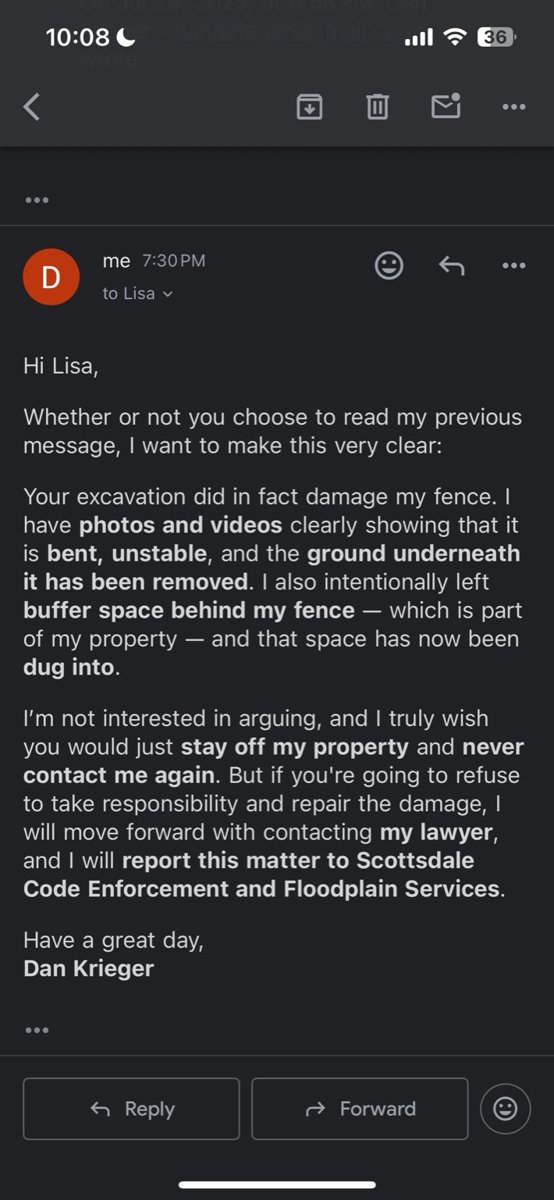 On Jul 29, 2025, at 6:58 PM, Dan
<danrkrieger@gmail.com>
wrote:
10:08
36
me 7:30 PM
to Lisa
D
Hi Lisa,
Whether or not you choose to read my previous
message, I want to make this very clear:
Your excavation did in fact damage my fence. I
have photos and videos clearly showing that it
is bent, unstable, and the ground underneath
it has been removed. I also intentionally left
buffer space behind my fence — which is part
of my property — and that space has now been
dug into.
I’m not interested in arguing, and I truly wish
you would just stay off my property and never
contact me again. But if you're going to refuse
to take responsibility and repair the damage, I
will move forward with contacting my lawyer,
and I will report this matter to Scottsdale
Code Enforcement and Floodplain Services.
Have a great day,
Dan Krieger
Reply
Forward